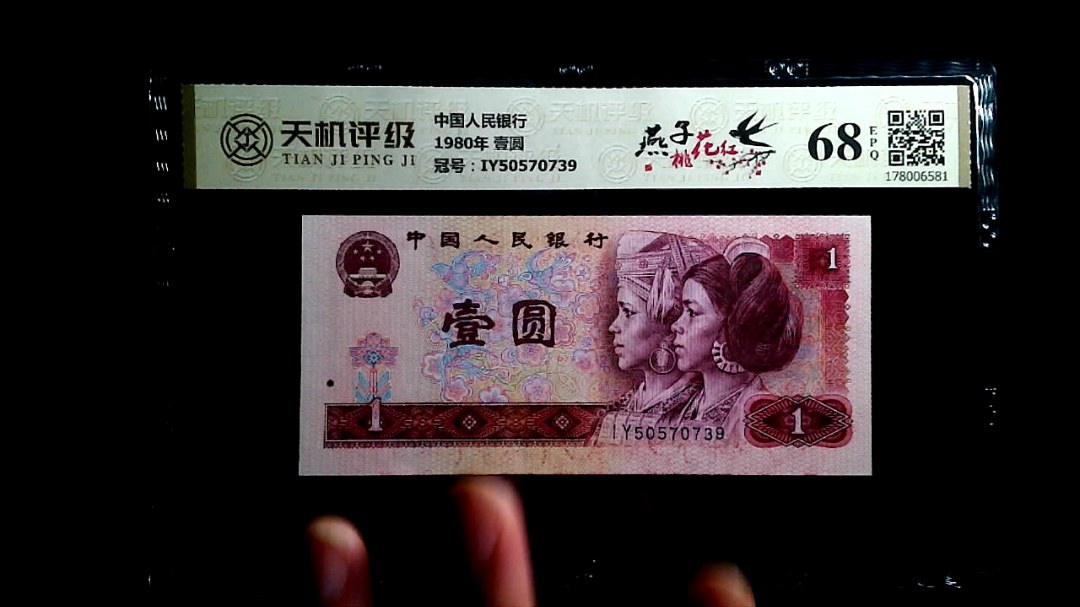 天机评级
TIAN JI PING JI
中国人民银行
1980年 壹圆
冠号：IY50570739
燕子
桃花红
68
EPQ
178006581
中国人民银行
壹圆
1
1
1
IY50570739